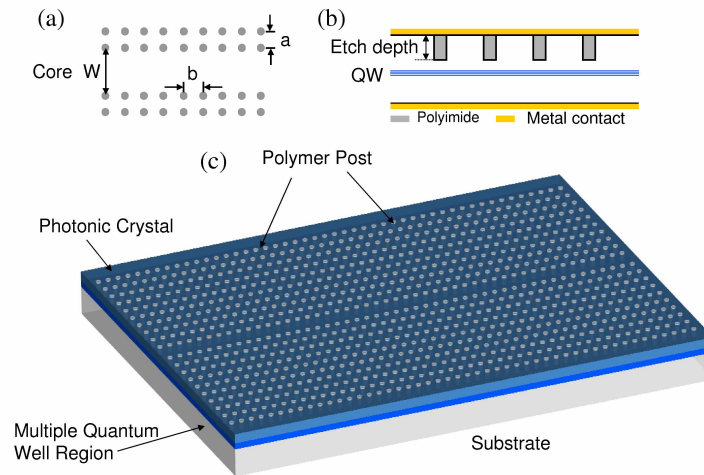 (a)
a
Core W
b
(b)
Etch depth
QW
Polyimide
Metal contact
(c)
Polymer Post
Photonic Crystal
Multiple Quantum
Well Region
Substrate